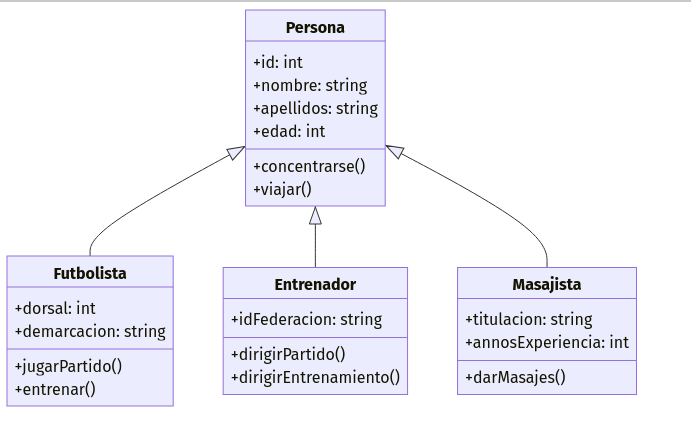 Persona
+id: int
+nombre: string
+apellidos: string
+edad: int
+concentrarse()
+viajar()
Futbolista
+dorsal: int
+demarcacion: string
+jugarPartido()
+entrenar()
Entrenador
+idFederacion: string
+dirigirPartido()
+dirigirEntrenamiento()
Masajista
+titulacion: string
+annosExperiencia: int
+darMasajes()